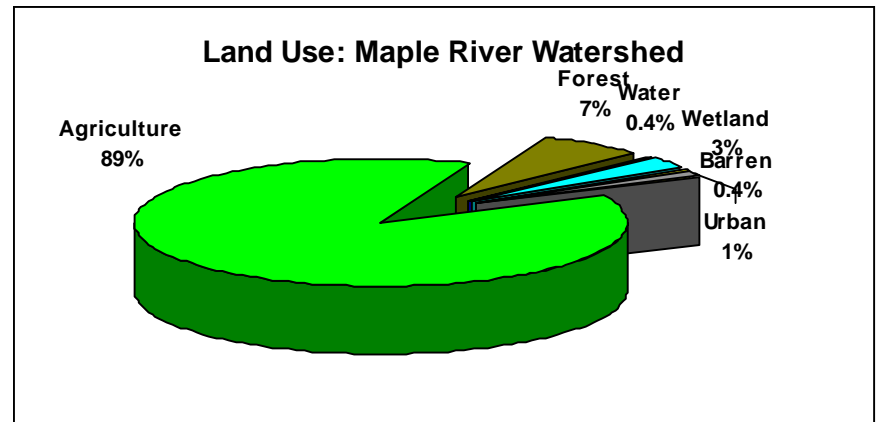 Land Use: Maple River Watershed
Agriculture
89%
Forest
7%
Water
0.4%
Wetland
3%
Barren
0.4%
Urban
1%